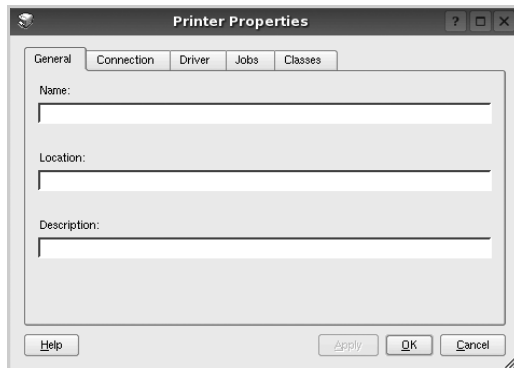 Printer Properties
General Connection Driver Jobs Classes
Name:
Location:
Description:
Help Apply OK Cancel